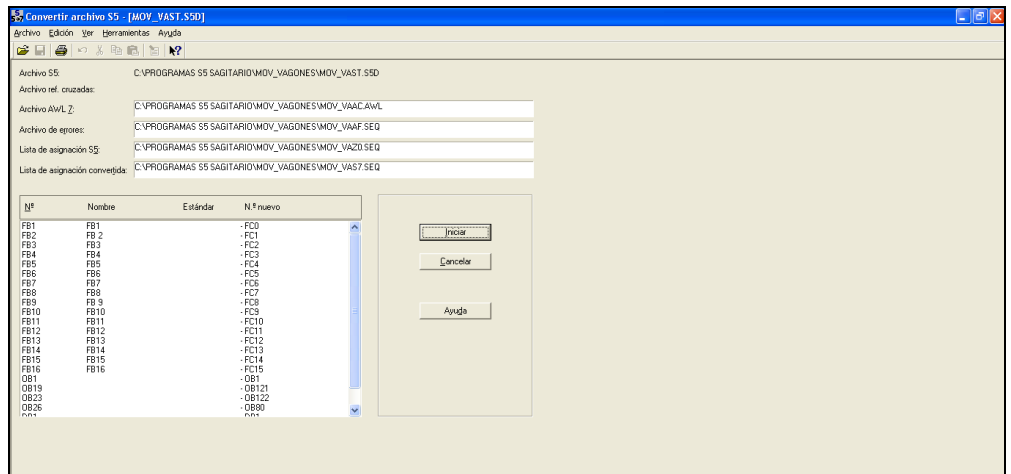 Convertir archivo S5 - [MOV_VAST.S5D]
Archivo Edición Ver Herramientas Ayuda
Archivo S5: C:\PROGRAMAS S5 SAGITARIO\MOV_VAGONES\MOV_VAST.S5D
Archivo ref. cruzadas:
Archivo AWL 7: C:\PROGRAMAS S5 SAGITARIO\MOV_VAGONES\MOV_VAAC.AWL
Archivo de errores: C:\PROGRAMAS S5 SAGITARIO\MOV_VAGONES\MOV_VAAF.SEQ
Lista de asignación S5: C:\PROGRAMAS S5 SAGITARIO\MOV_VAGONES\MOV_VAZ0.SEQ
Lista de asignación convertida: C:\PROGRAMAS S5 SAGITARIO\MOV_VAGONES\MOV_VAS7.SEQ
Nº Nombre Estándar N.º nuevo
FB1 FB1 - FC0
FB2 FB 2 - FC1
FB3 FB3 - FC2
FB4 FB4 - FC3
FB5 FB5 - FC4
FB6 FB6 - FC5
FB7 FB7 - FC6
FB8 FB8 - FC7
FB9 FB 9 - FC8
FB10 FB10 - FC9
FB11 FB11 - FC10
FB12 FB12 - FC11
FB13 FB13 - FC12
FB14 FB14 - FC13
FB15 FB15 - FC14
FB16 FB16 - FC15
OB1 - OB1
OB19 - OB121
OB23 - OB122
OB26 - OB80
DB1 - DB1
Iniciar
Cancelar
Ayuda